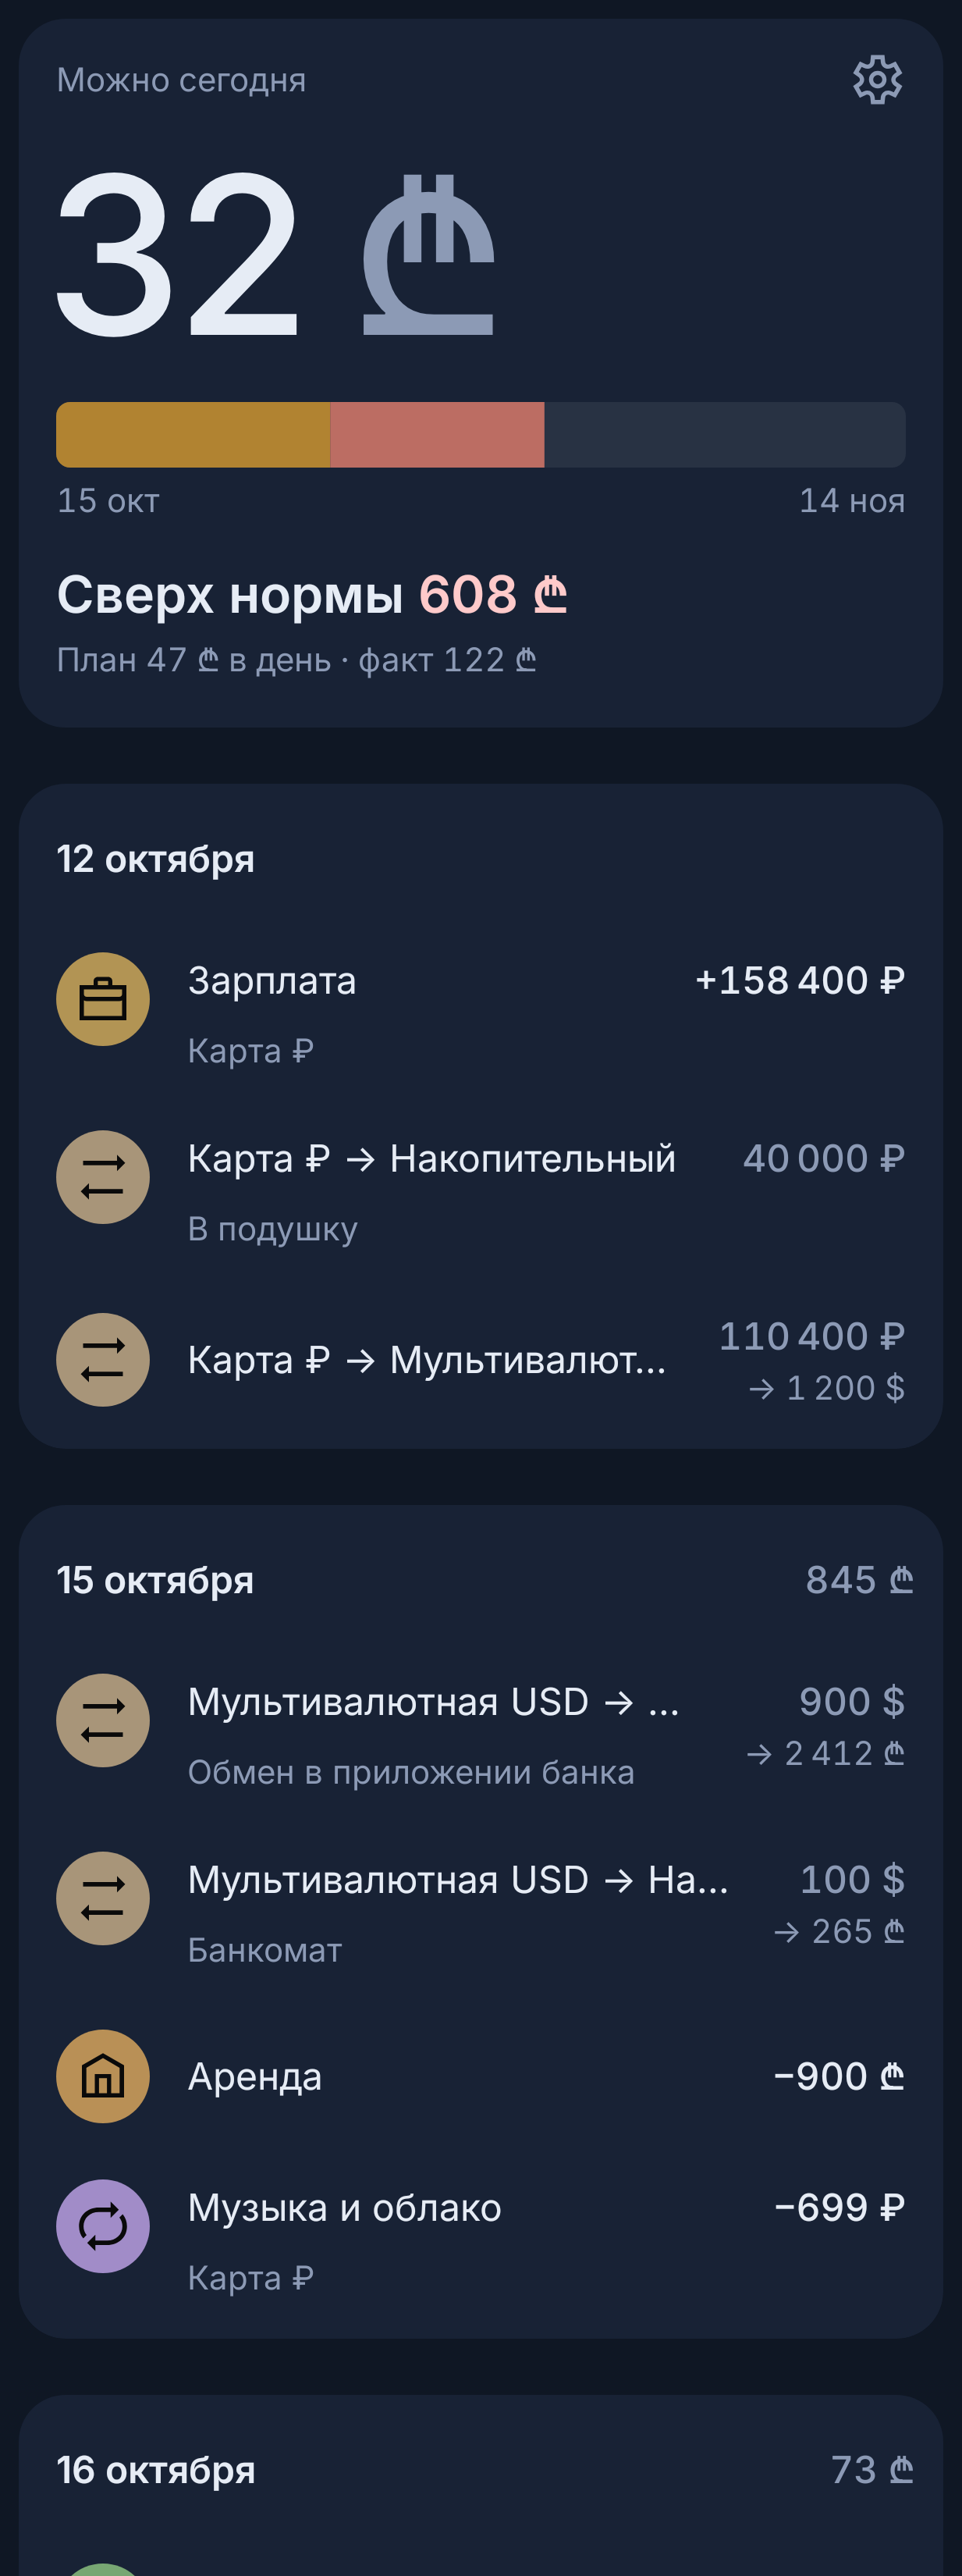 Можно сегодня
32 ₾
15 окт 14 ноя
Сверх нормы 608 ₾
План 47 ₾ в день · факт 122 ₾
12 октября
Зарплата +158 400 ₽
Карта ₽
Карта ₽ → Накопительный 40 000 ₽
В подушку
Карта ₽ → Мультивалют... 110 400 ₽
→ 1 200 $
15 октября 845 ₾
Мультивалютная USD → ... 900 $
→ 2 412 ₾
Обмен в приложении банка
Мультивалютная USD → На... 100 $
→ 265 ₾
Банкомат
Аренда −900 ₾
Музыка и облако −699 ₽
Карта ₽
16 октября 73 ₾